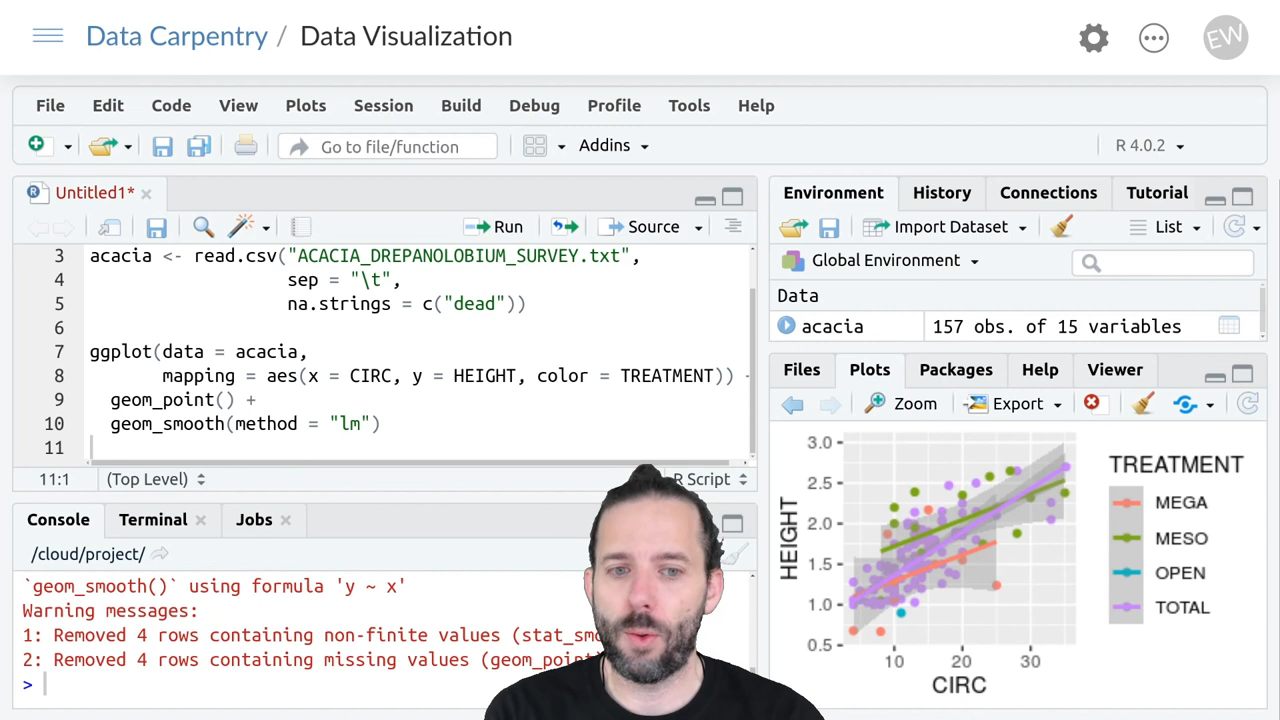 Data Carpentry / Data Visualization
EW
File Edit Code View Plots Session Build Debug Profile Tools Help
Go to file/function Addins R 4.0.2
Untitled1*
Run Source
3 acacia <- read.csv("ACACIA_DREPANOLOBIUM_SURVEY.txt",
4 sep = "\t",
5 na.strings = c("dead"))
6
7 ggplot(data = acacia,
8 mapping = aes(x = CIRC, y = HEIGHT, color = TREATMENT))
9 geom_point() +
10 geom_smooth(method = "lm")
11
11:1 (Top Level) R Script
Console Terminal Jobs
/cloud/project/
`geom_smooth()` using formula 'y ~ x'
Warning messages:
1: Removed 4 rows containing non-finite values (stat_smo
2: Removed 4 rows containing missing values (geom_point
>
Environment History Connections Tutorial
Import Dataset List
Global Environment
Data
acacia 157 obs. of 15 variables
Files Plots Packages Help Viewer
Zoom Export
3.0
2.5
2.0
1.5
1.0
0.5
HEIGHT
10 20 30
CIRC
TREATMENT
MEGA
MESO
OPEN
TOTAL